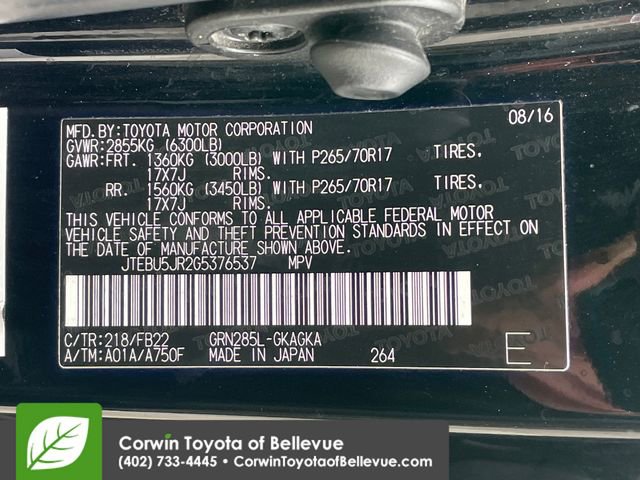 08/16
MFD.BY:TOYOTA MOTOR CORPORATION
GVWR:2855KG (6300LB)
GAWR:FRT. 1360KG (3000LB) WITH P265/70R17 TIRES,
17X7J RIMS.
RR. 1560KG (3450LB) WITH P265/70R17 TIRES,
17X7J RIMS.
THIS VEHICLE CONFORMS TO ALL APPLICABLE FEDERAL MOTOR
VEHICLE SAFETY AND THEFT PREVENTION STANDARDS IN EFFECT ON
THE DATE OF MANUFACTURE SHOWN ABOVE.
JTEBU5JR2G5376537 MPV
C/TR:218/FB22 GRN285L-GKAGKA
A/TM:A01A/A750F MADE IN JAPAN 264 E
Corwin Toyota of Bellevue
(402) 733-4445 • CorwinToyotaofBellevue.com